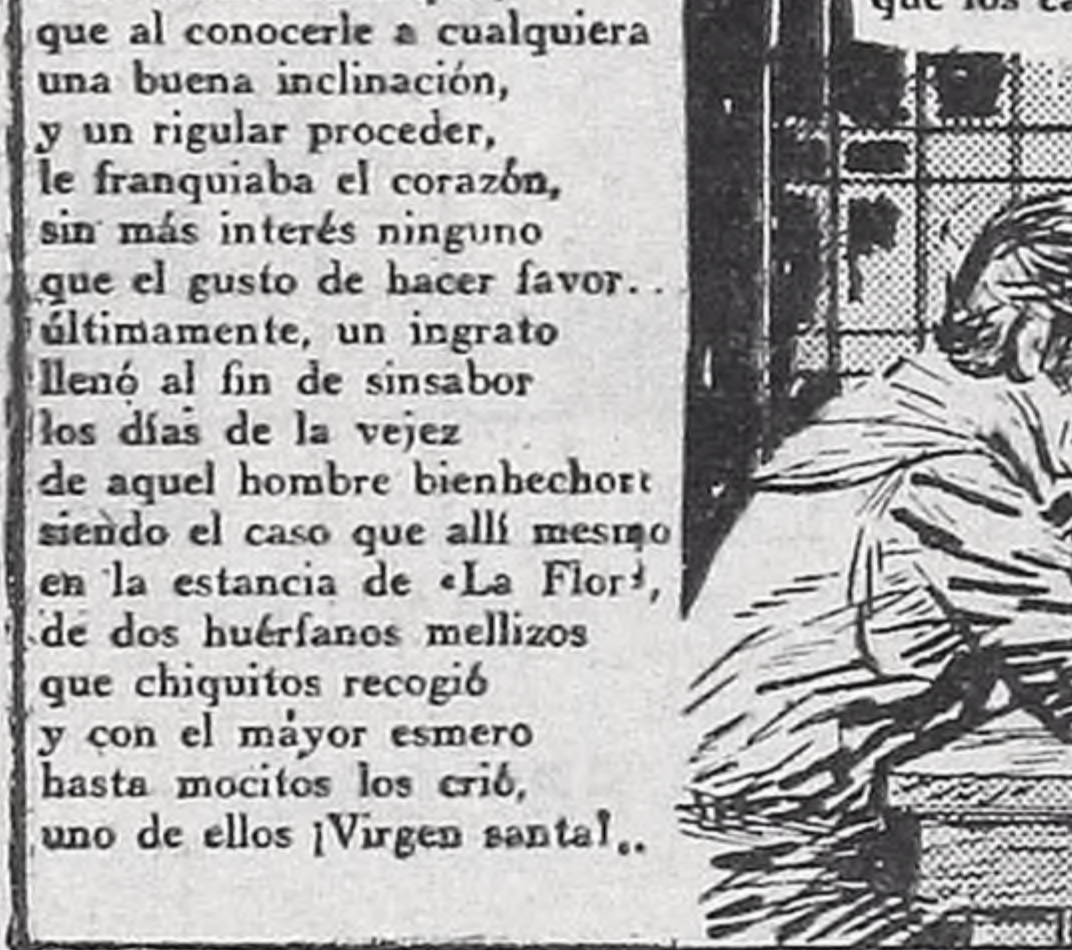 que los
que al conocerle a cualquiera
una buena inclinación,
y un rigular proceder,
le franquiaba el corazón,
sin más interés ninguno
que el gusto de hacer favor..
últimamente, un ingrato
llenó al fin de sinsabor
los días de la vejez
de aquel hombre bienhechor:
siendo el caso que allí mesmo
en la estancia de «La Flor»,
de dos huérfanos mellizos
que chiquitos recogió
y con el mayor esmero
hasta mocitos los crió,
uno de ellos ¡Virgen santa!..